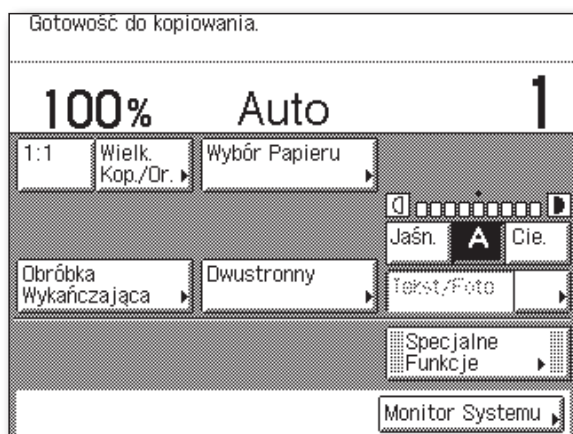 Gotowość do kopiowania.
100% Auto 1
1:1 Wielk. Kop./Or. Wybór Papieru
Jaśn. A Cie.
Obróbka Wykańczająca Dwustronny Tekst/Foto
Specjalne
Funkcje
Monitor Systemu